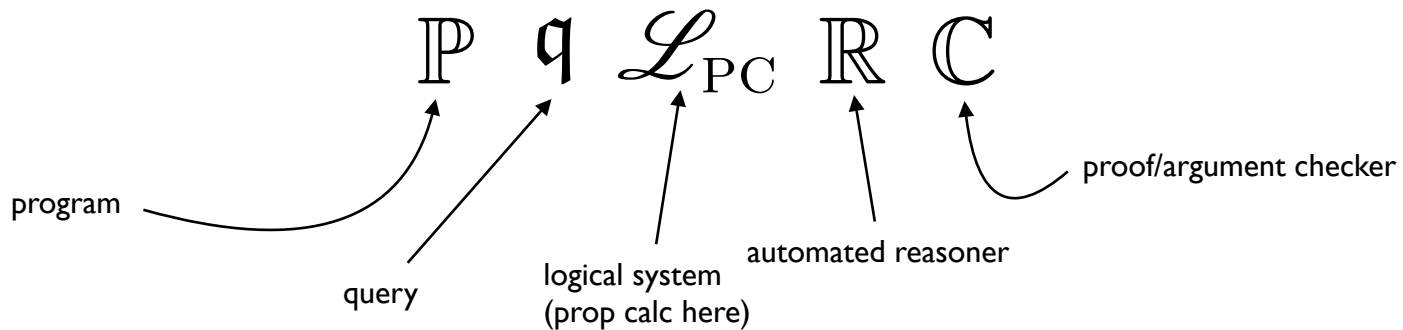 ℙ 𝔮 ℒPC ℝ ℂ
proof/argument checker
program
automated reasoner
query
logical system
(prop calc here)